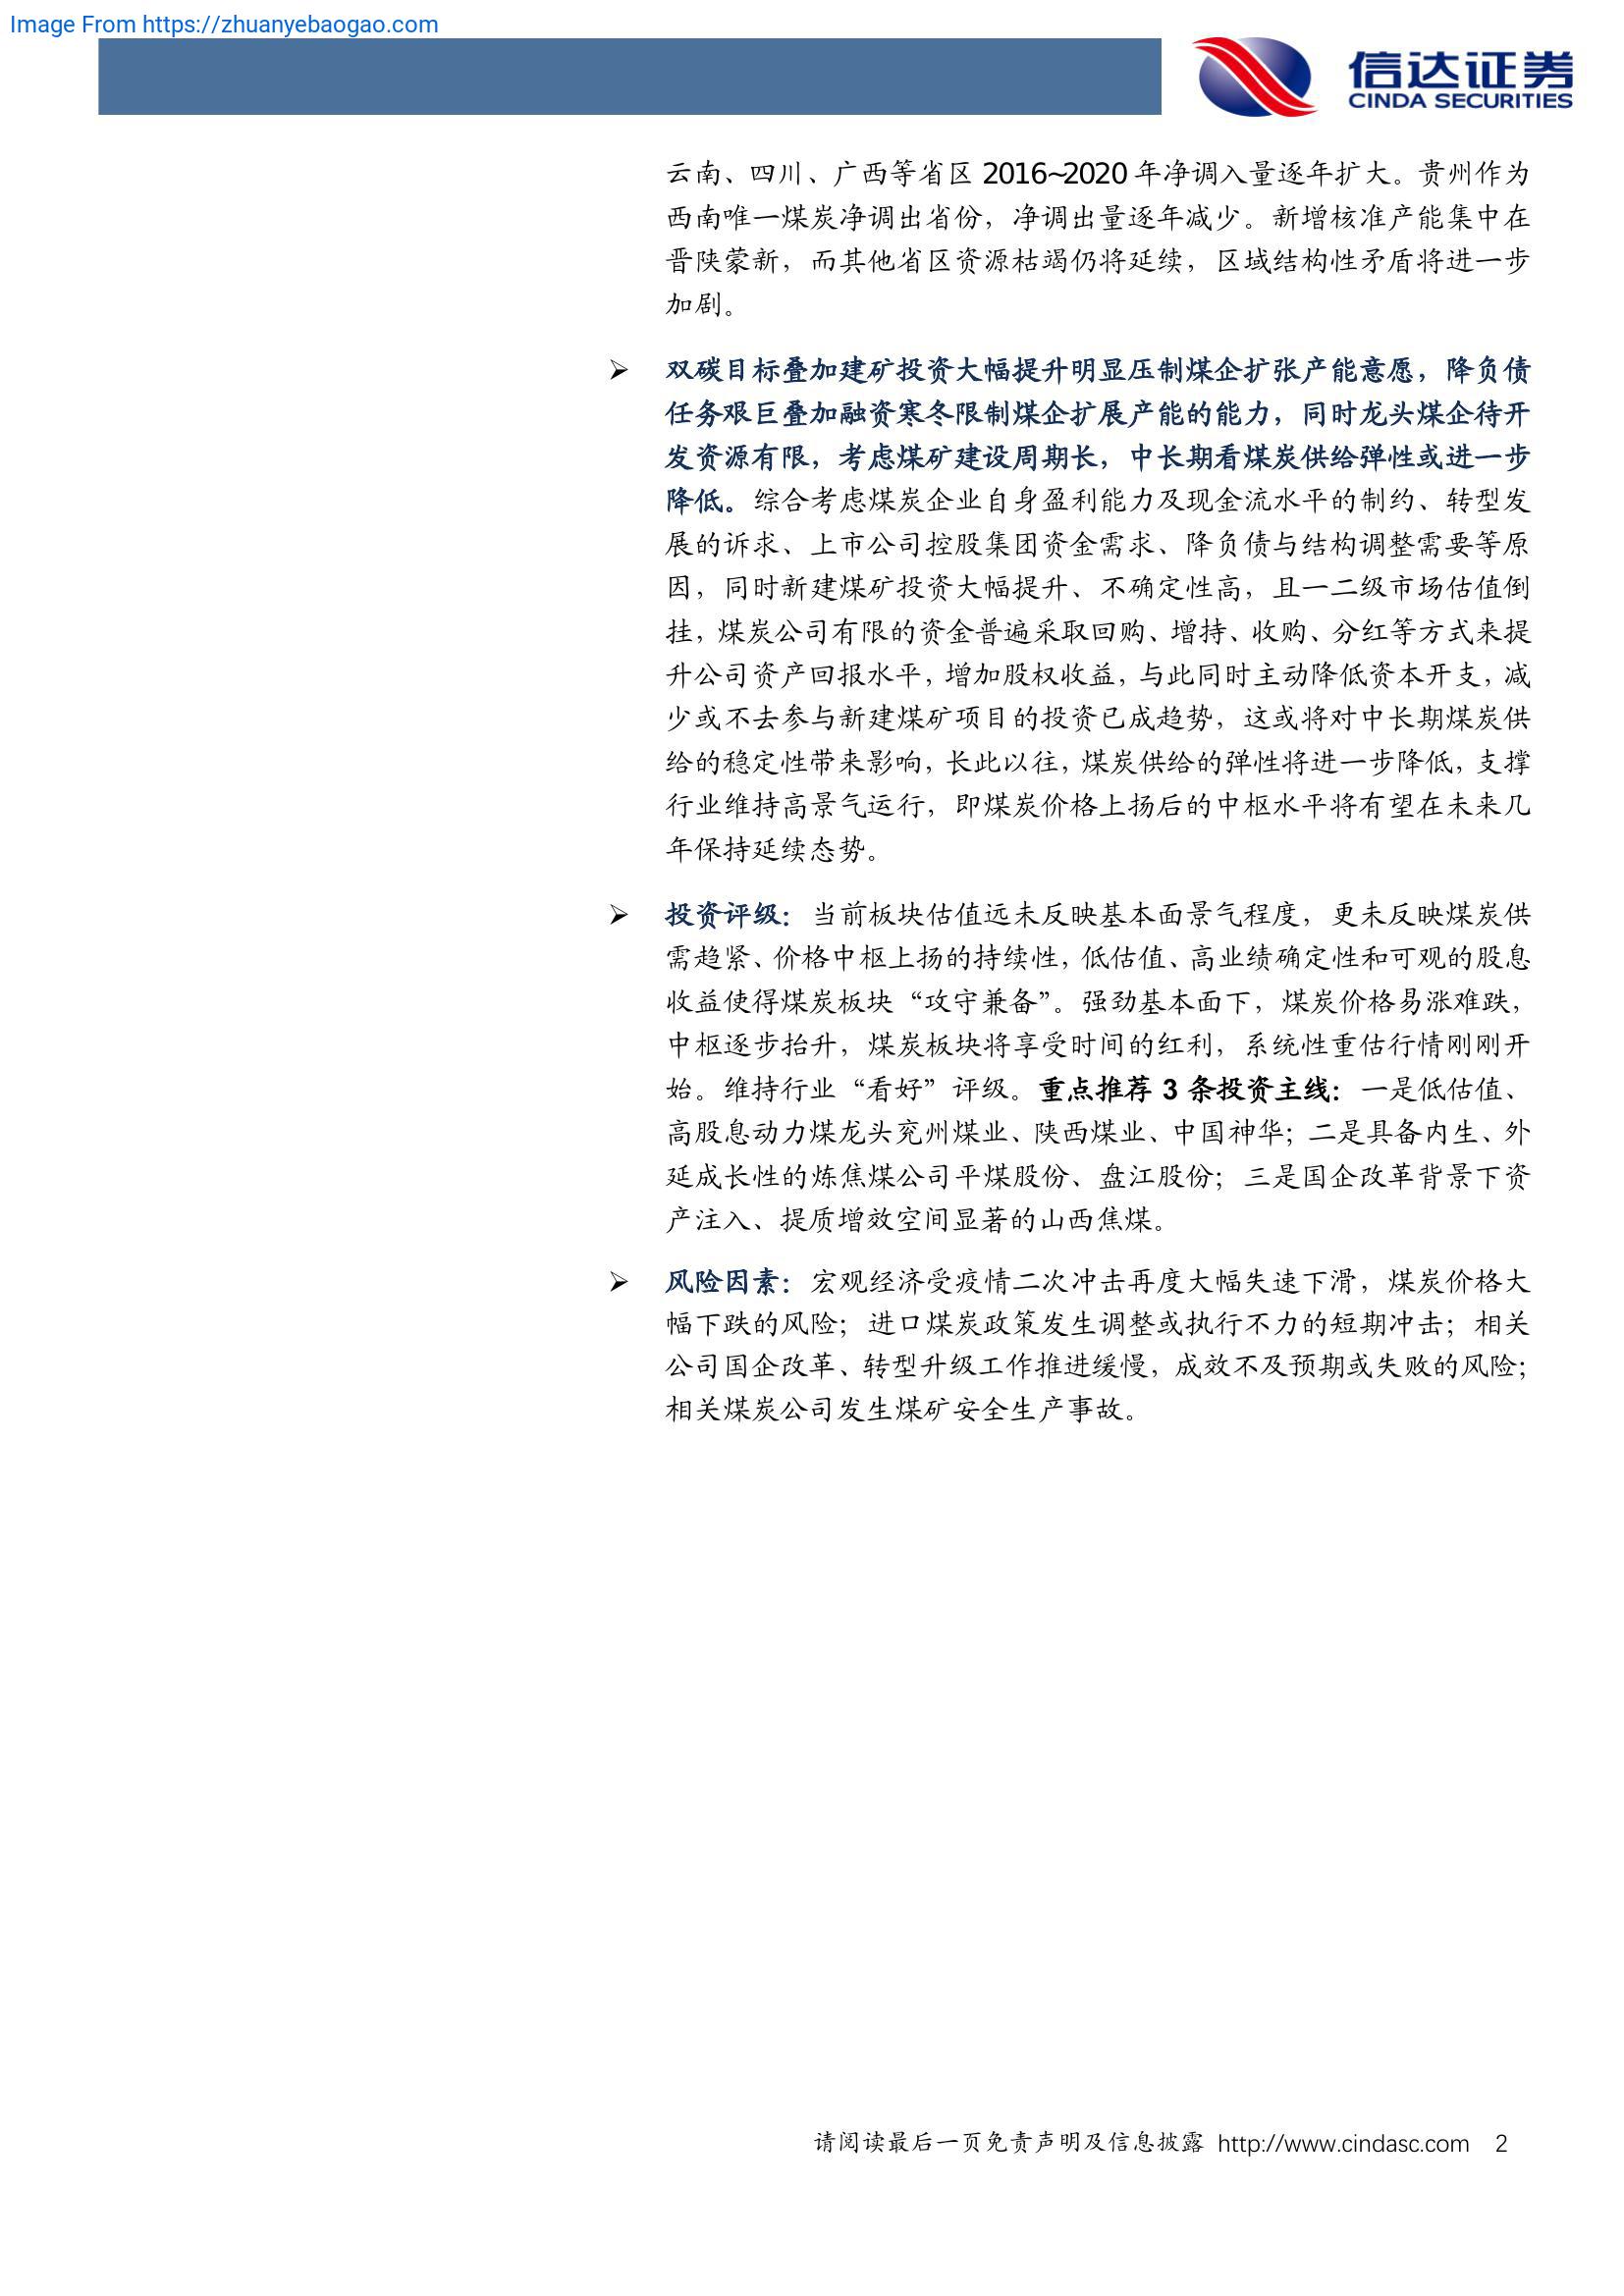 Image From https://zhuanyebaogao.com
信达证券
CINDA SECURITIES
云南、四川、广西等省区 2016~2020 年净调入量逐年扩大。贵州作为
西南唯一煤炭净调出省份，净调出量逐年减少。新增核准产能集中在
晋陕蒙新，而其他省区资源枯竭仍将延续，区域结构性矛盾将进一步
加剧。
➢ 双碳目标叠加建矿投资大幅提升明显压制煤企扩张产能意愿，降负债
任务艰巨叠加融资寒冬限制煤企扩展产能的能力，同时龙头煤企待开
发资源有限，考虑煤矿建设周期长，中长期看煤炭供给弹性或进一步
降低。综合考虑煤炭企业自身盈利能力及现金流水平的制约、转型发
展的诉求、上市公司控股集团资金需求、降负债与结构调整需要等原
因，同时新建煤矿投资大幅提升、不确定性高，且一二级市场估值倒
挂，煤炭公司有限的资金普遍采取回购、增持、收购、分红等方式来提
升公司资产回报水平，增加股权收益，与此同时主动降低资本开支，减
少或不去参与新建煤矿项目的投资已成趋势，这或将对中长期煤炭供
给的稳定性带来影响，长此以往，煤炭供给的弹性将进一步降低，支撑
行业维持高景气运行，即煤炭价格上扬后的中枢水平将有望在未来几
年保持延续态势。
➢ 投资评级：当前板块估值远未反映基本面景气程度，更未反映煤炭供
需趋紧、价格中枢上扬的持续性，低估值、高业绩确定性和可观的股息
收益使得煤炭板块“攻守兼备”。强劲基本面下，煤炭价格易涨难跌，
中枢逐步抬升，煤炭板块将享受时间的红利，系统性重估行情刚刚开
始。维持行业“看好”评级。重点推荐 3 条投资主线：一是低估值、
高股息动力煤龙头兖州煤业、陕西煤业、中国神华；二是具备内生、外
延成长性的炼焦煤公司平煤股份、盘江股份；三是国企改革背景下资
产注入、提质增效空间显著的山西焦煤。
➢ 风险因素：宏观经济受疫情二次冲击再度大幅失速下滑，煤炭价格大
幅下跌的风险；进口煤炭政策发生调整或执行不力的短期冲击；相关
公司国企改革、转型升级工作推进缓慢，成效不及预期或失败的风险；
相关煤炭公司发生煤矿安全生产事故。
请阅读最后一页免责声明及信息披露 http://www.cindasc.com 2